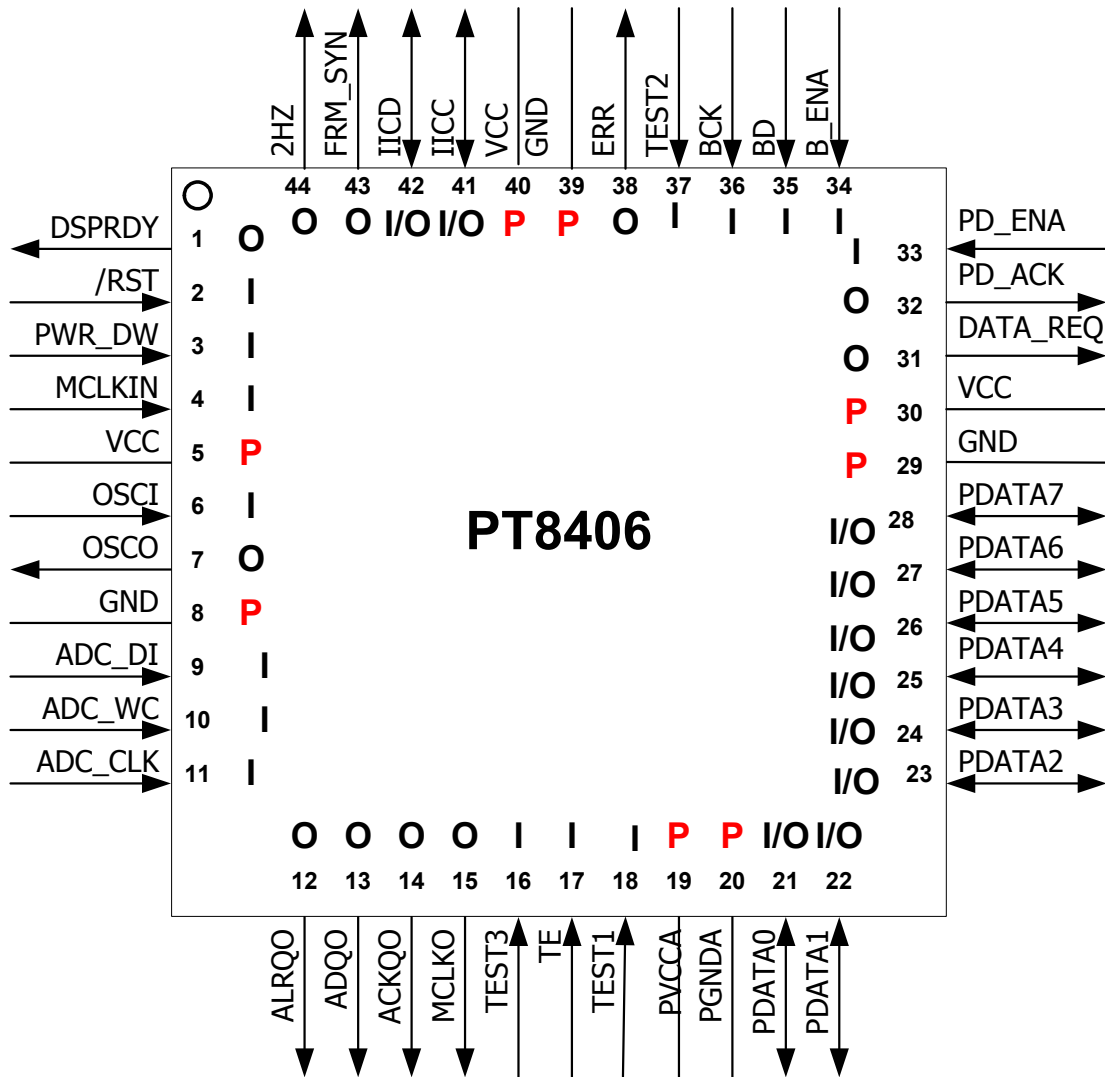 2HZ FRM_SYN IICD IICC VCC GND ERR TEST2 BCK BD B_ENA
44 43 42 41 40 39 38 37 36 35 34
O O I/O I/O P P O I I I I
DSPRDY 1 O
/RST 2 I
PWR_DW 3 I
MCLKIN 4 I
VCC 5 P
OSCI 6 I
OSCO 7 O
GND 8 P
ADC_DI 9 I
ADC_WC 10 I
ADC_CLK 11 I
PT8406
I 33 PD_ENA
O 32 PD_ACK
O 31 DATA_REQ
P 30 VCC
P 29 GND
I/O 28 PDATA7
I/O 27 PDATA6
I/O 26 PDATA5
I/O 25 PDATA4
I/O 24 PDATA3
I/O 23 PDATA2
O O O O I I I P P I/O I/O
12 13 14 15 16 17 18 19 20 21 22
ALRQO ADQO ACKQO MCLKO TEST3 TE TEST1 PVCCA PGNDA PDATA0 PDATA1